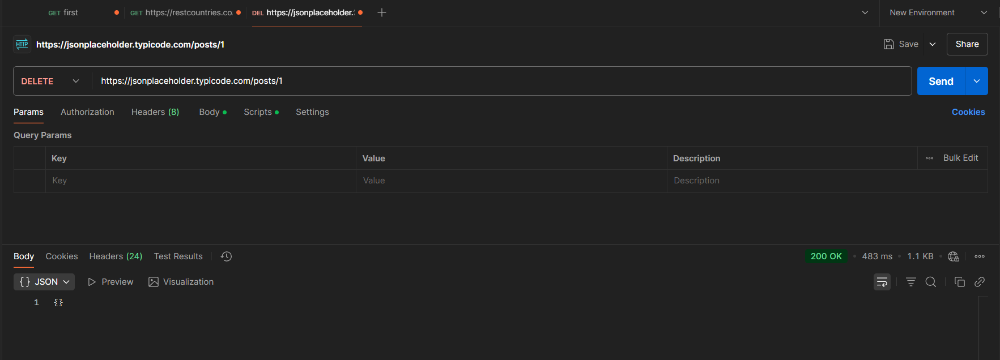 GET first GET https://restcountries.co. DEL https://jsonplaceholder. New Environment
HTTP https://jsonplaceholder.typicode.com/posts/1 Save Share
DELETE https://jsonplaceholder.typicode.com/posts/1 Send
Params Authorization Headers (8) Body Scripts Settings Cookies
Query Params
Key Value Description Bulk Edit
Key Value Description
Body Cookies Headers (24) Test Results 200 OK • 483 ms • 1.1 KB •
{} JSON Preview Visualization
1 {}